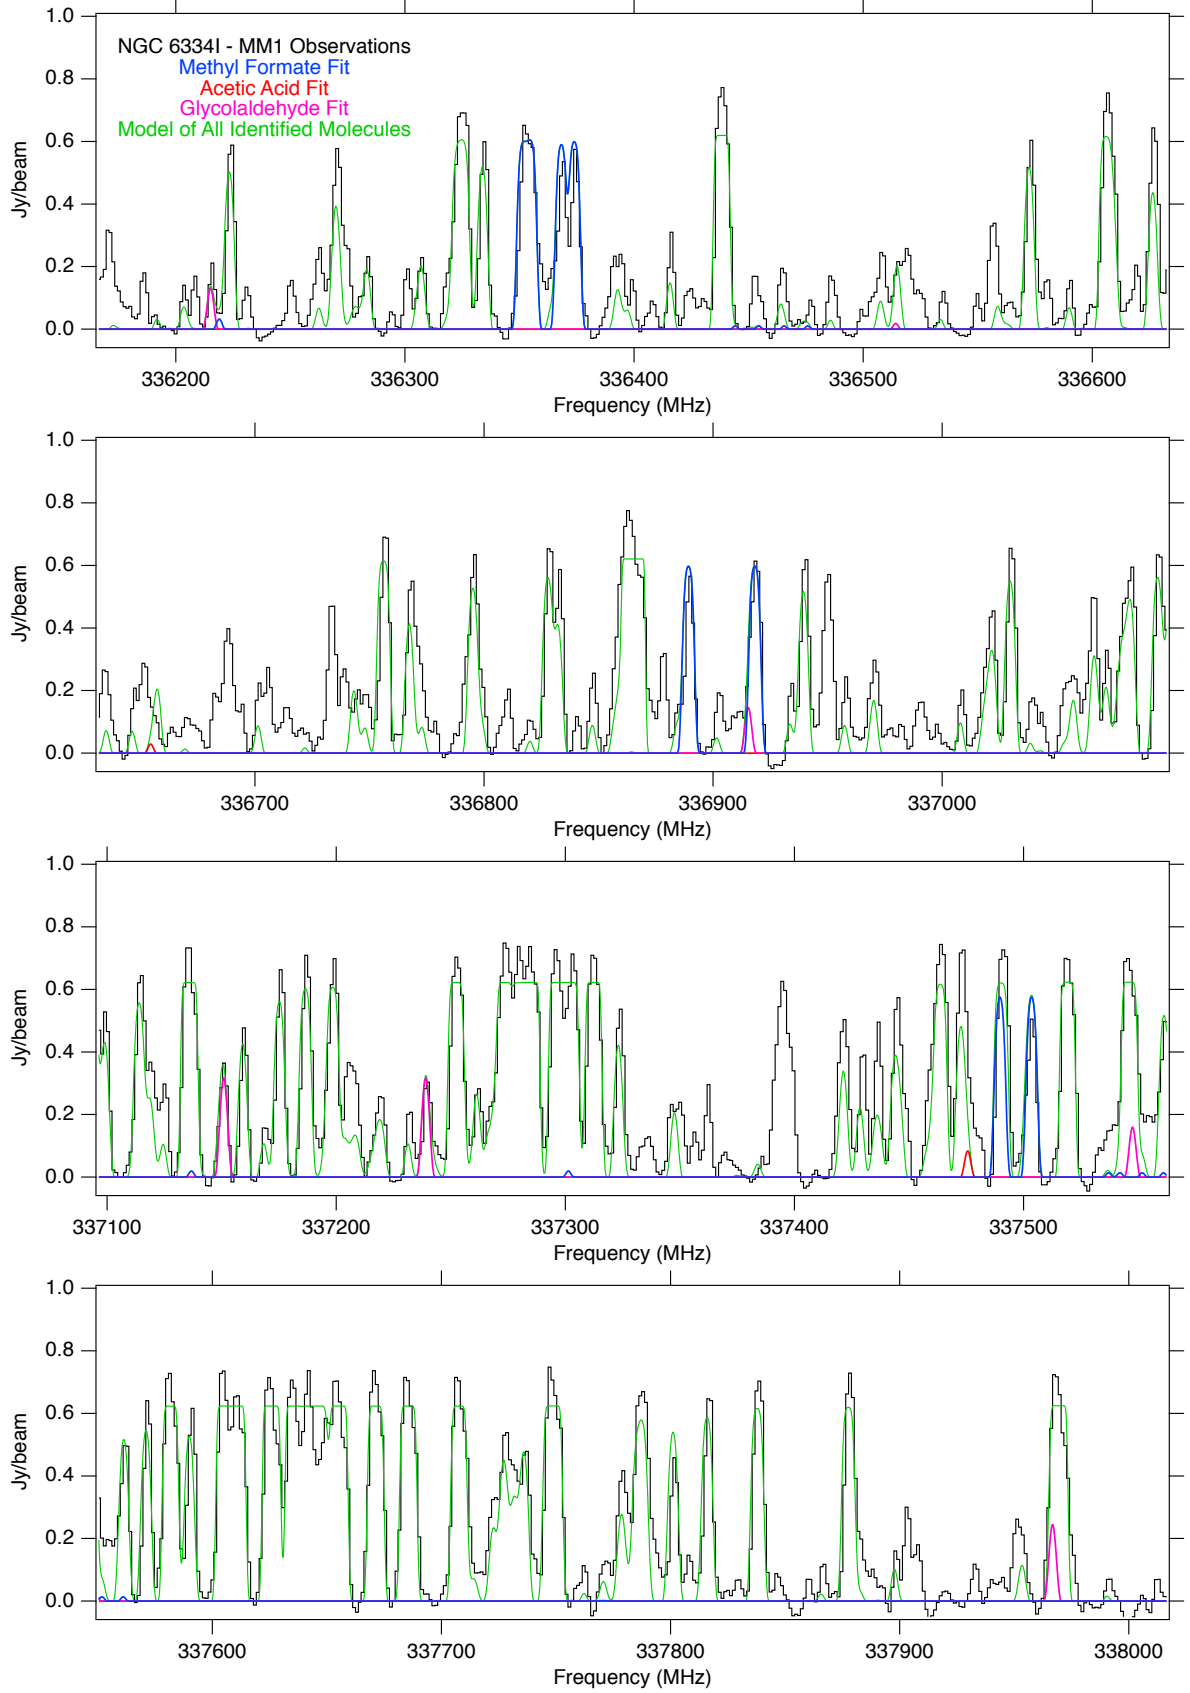 1.0
NGC 6334I - MM1 Observations
Methyl Formate Fit
Acetic Acid Fit
Glycolaldehyde Fit
Model of All Identified Molecules
0.8
0.6
0.4
0.2
0.0
Jy/beam
336200 336300 336400 336500 336600
Frequency (MHz)
1.0
0.8
0.6
0.4
0.2
0.0
Jy/beam
336700 336800 336900 337000
Frequency (MHz)
1.0
0.8
0.6
0.4
0.2
0.0
Jy/beam
337100 337200 337300 337400 337500
Frequency (MHz)
1.0
0.8
0.6
0.4
0.2
0.0
Jy/beam
337600 337700 337800 337900 338000
Frequency (MHz)